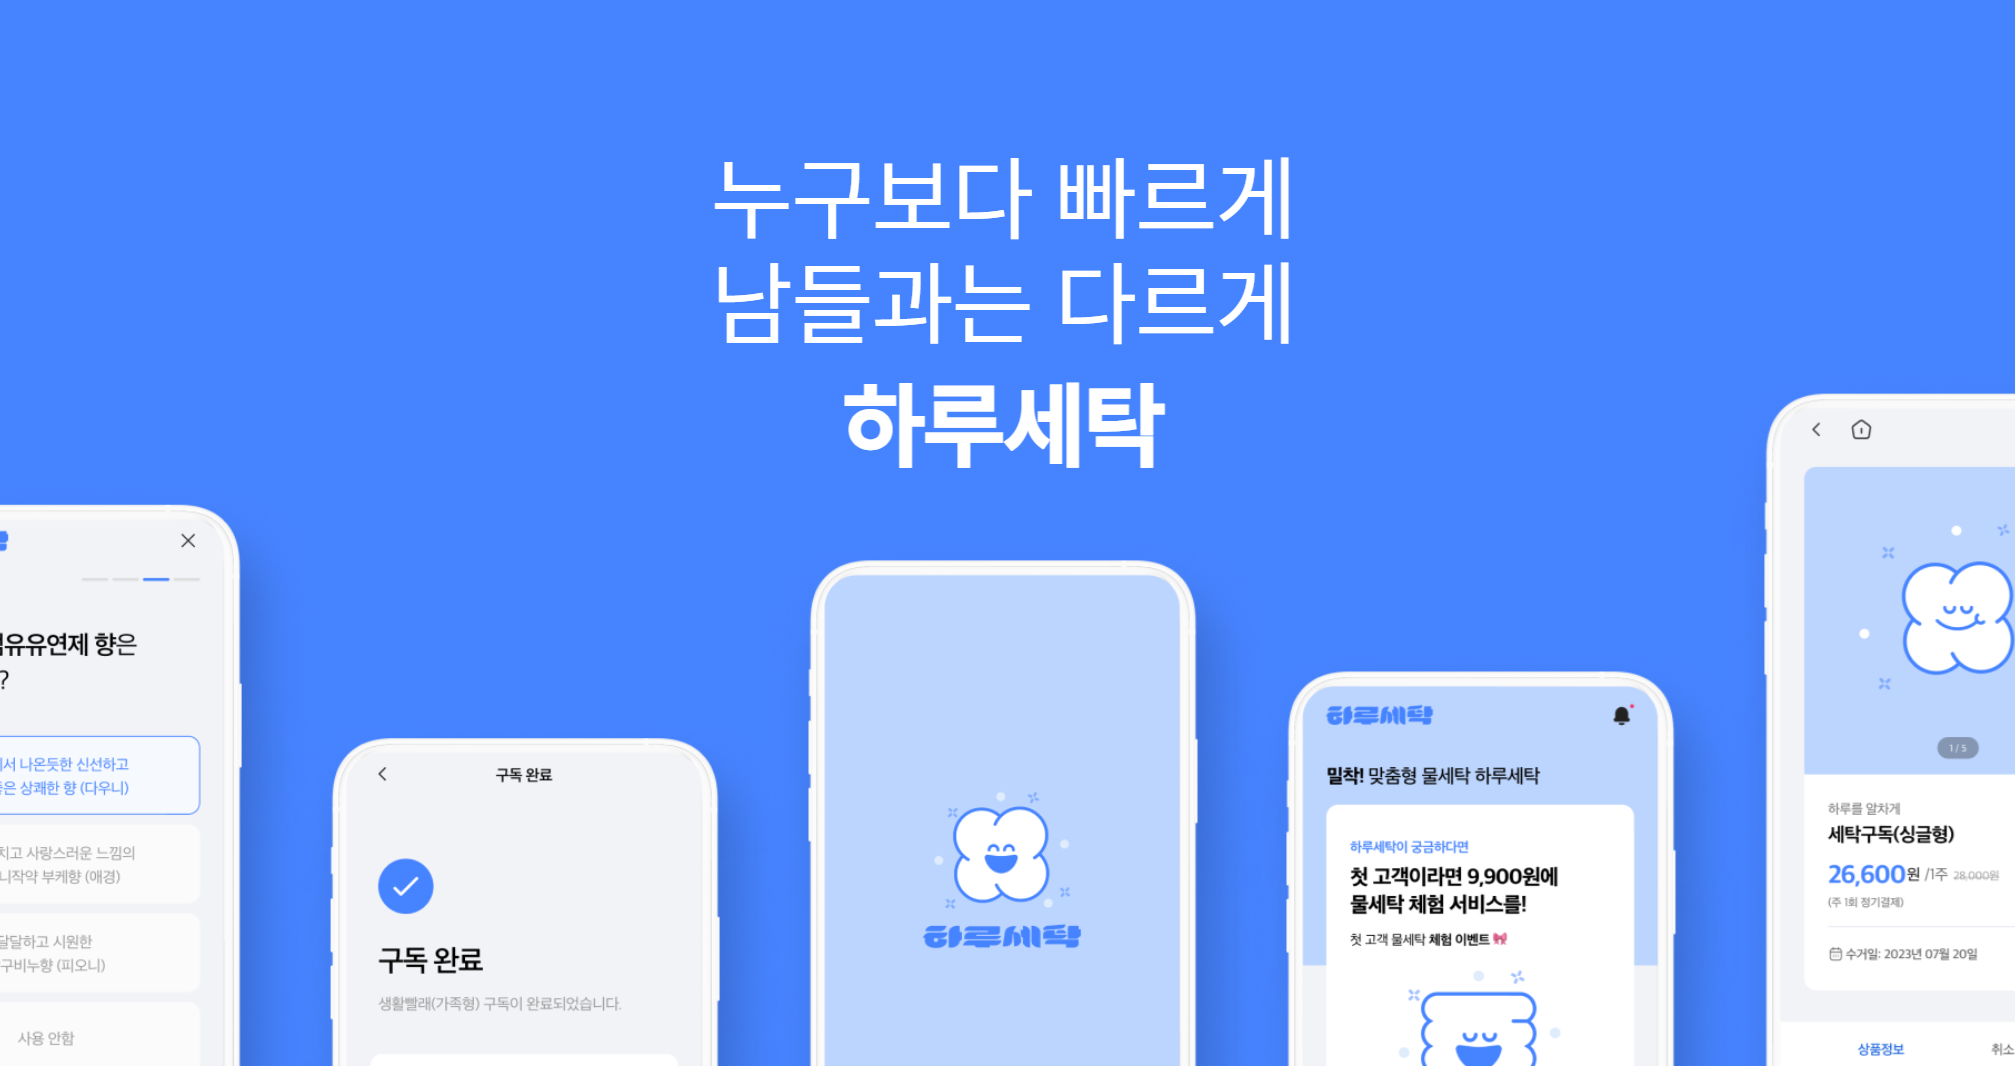 누구보다 빠르게
남들과는 다르게
하루세탁
유유연제 향은
?
서 나온듯한 신선하고
은 상쾌한 향 (다우니)
치고 사랑스러운 느낌의
니작약 부케향 (애경)
달달하고 시원한
구비누향 (피오니)
사용 안함
구독 완료
구독 완료
생활빨래(가족형) 구독이 완료되었습니다.
하루세탁
하루세탁
밀착! 맞춤형 물세탁 하루세탁
하루세탁이 궁금하다면
첫 고객이라면 9,900원에
물세탁 체험 서비스를!
첫 고객 물세탁 체험 이벤트
1 / 5
하루를 알차게
세탁구독(싱글형)
26,600원 /1주 28,000원
(주 1회 정기결제)
수거일: 2023년 07월 20일
상품정보
취소